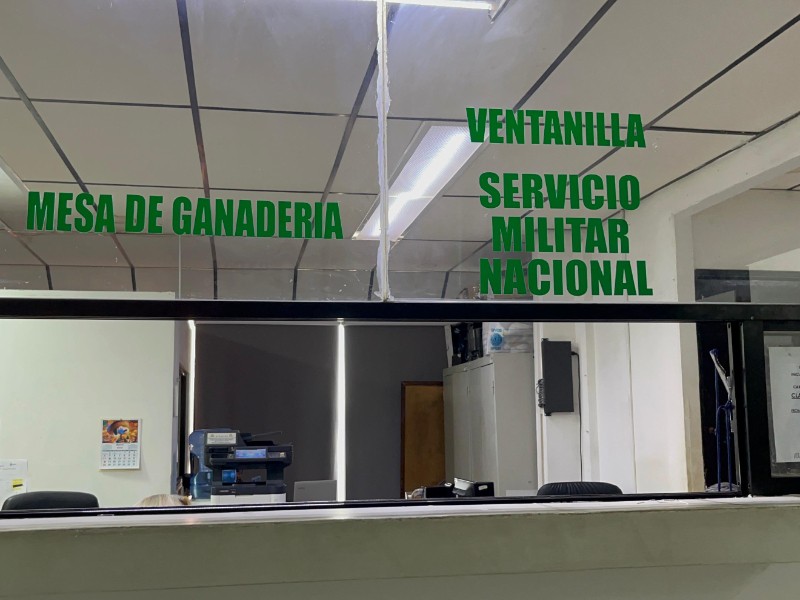 MESA DE GANADERIA
VENTANILLA
SERVICIO
MILITAR
NACIONAL